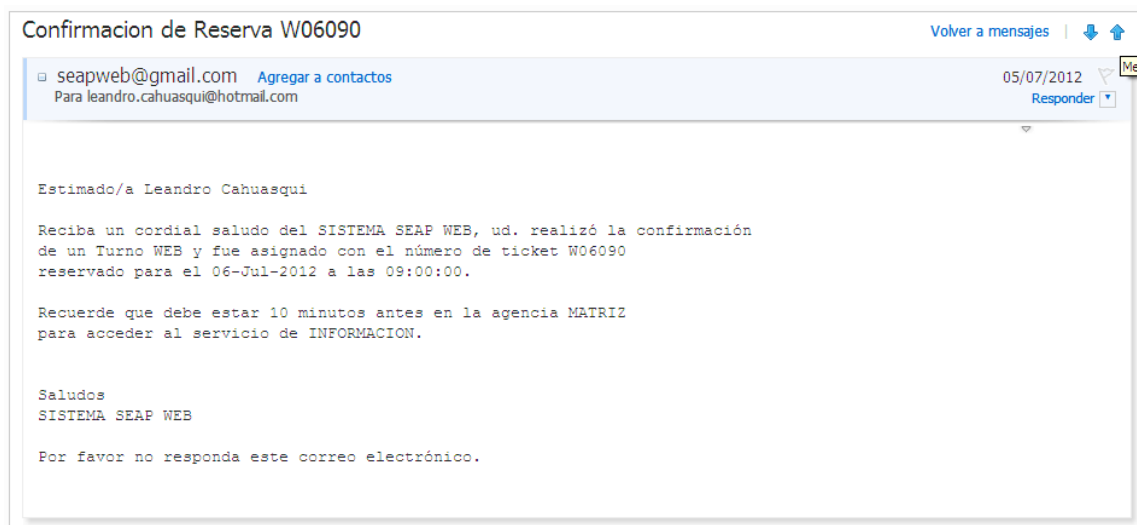 Confirmacion de Reserva W06090
Volver a mensajes
seapweb@gmail.com Agregar a contactos
05/07/2012
Me
Para leandro.cahuasqui@hotmail.com
Responder
Estimado/a Leandro Cahuasqui
Reciba un cordial saludo del SISTEMA SEAP WEB, ud. realizó la confirmación
de un Turno WEB y fue asignado con el número de ticket W06090
reservado para el 06-Jul-2012 a las 09:00:00.
Recuerde que debe estar 10 minutos antes en la agencia MATRIZ
para acceder al servicio de INFORMACION.
Saludos
SISTEMA SEAP WEB
Por favor no responda este correo electrónico.